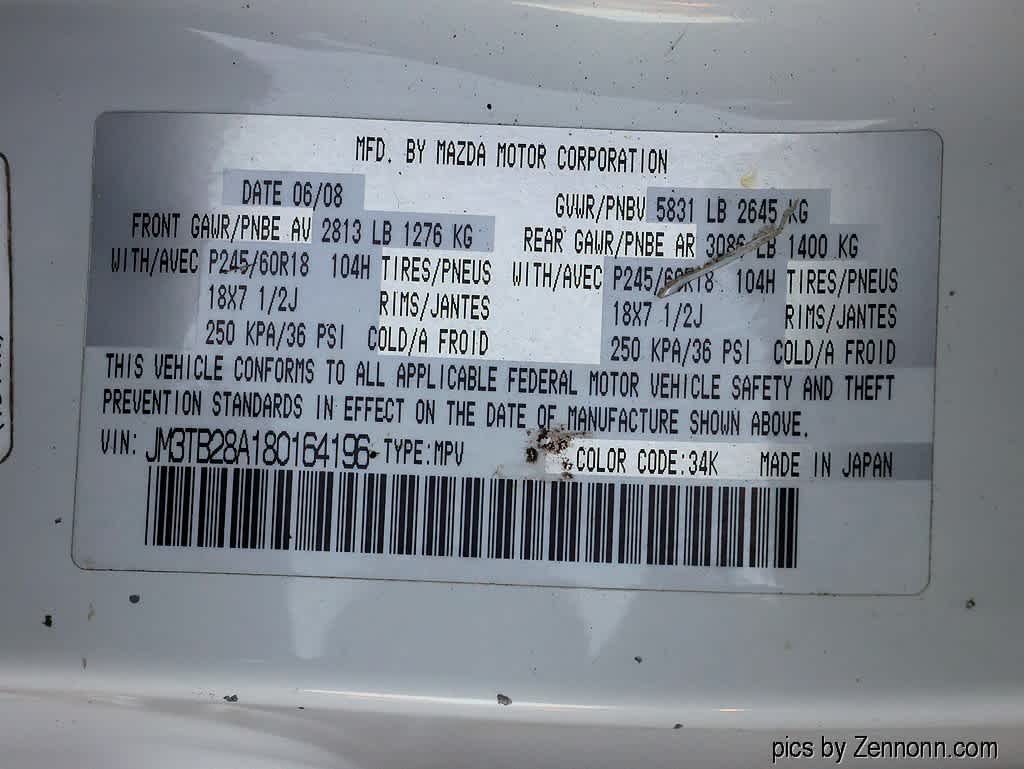 MFD. BY MAZDA MOTOR CORPORATION
DATE 06/08 GVWR/PNBV 5831 LB 2645 KG
FRONT GAWR/PNBE AV 2813 LB 1276 KG REAR GAWR/PNBE AR 3086 LB 1400 KG
WITH/AVEC P245/60R18 104H TIRES/PNEUS WITH/AVEC P245/60R18 104H TIRES/PNEUS
18X7 1/2J RIMS/JANTES 18X7 1/2J RIMS/JANTES
250 KPA/36 PSI COLD/A FROID 250 KPA/36 PSI COLD/A FROID
THIS VEHICLE CONFORMS TO ALL APPLICABLE FEDERAL MOTOR VEHICLE SAFETY AND THEFT
PREVENTION STANDARDS IN EFFECT ON THE DATE OF MANUFACTURE SHOWN ABOVE.
VIN: JM3TB28A180164196 TYPE:MPV COLOR CODE:34K MADE IN JAPAN
pics by Zennonn.com